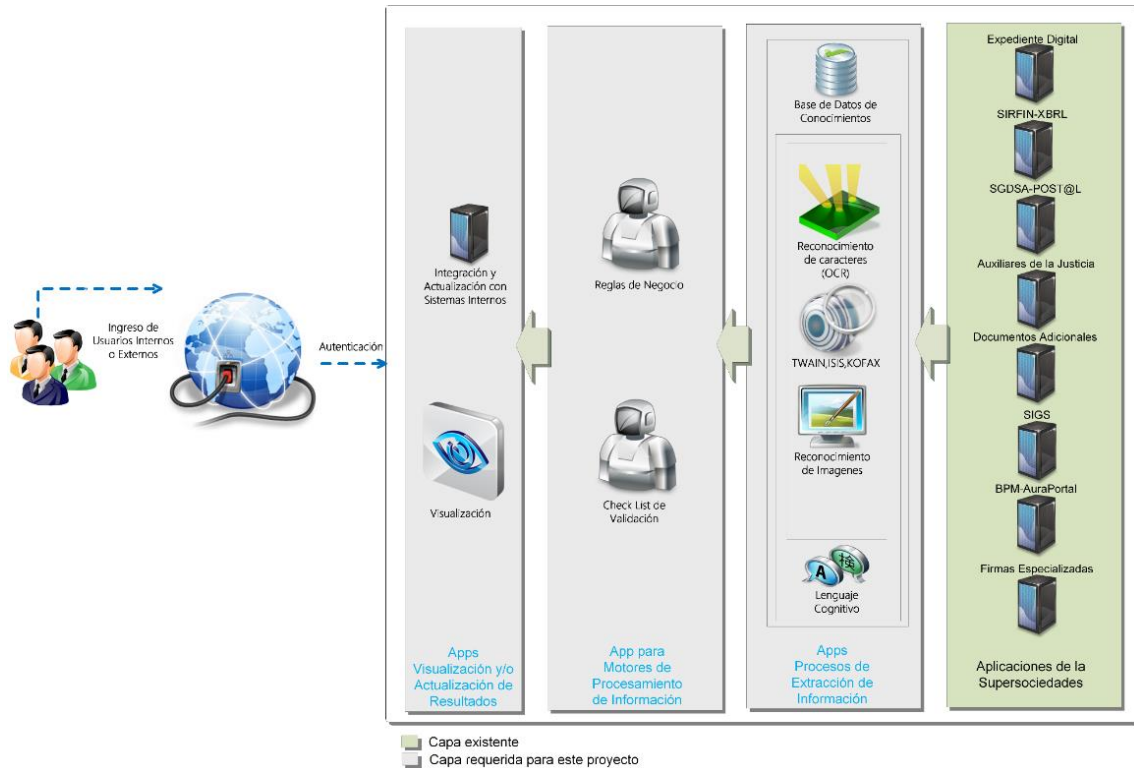 Ingreso de
Usuarios Internos
o Externos
Autenticación
Integración y
Actualización con
Sistemas Internos
Visualización
Apps
Visualización y/o
Actualización de
Resultados
Reglas de Negocio
Check List de
Validación
App para
Motores de
Procesamiento
de Información
Base de Datos de
Conocimientos
Reconocimiento
de caracteres
(OCR)
TWAIN,ISIS,KOFAX
Reconocimiento
de Imagenes
A
検
Lenguaje
Cognitivo
Apps
Procesos de
Extracción de
Información
Expediente Digital
SIRFIN-XBRL
SGDSA-POST@L
Auxiliares de la Justicia
Documentos Adicionales
SIGS
BPM-AuraPortal
Firmas Especializadas
Aplicaciones de la
Supersociedades
Capa existente
Capa requerida para este proyecto